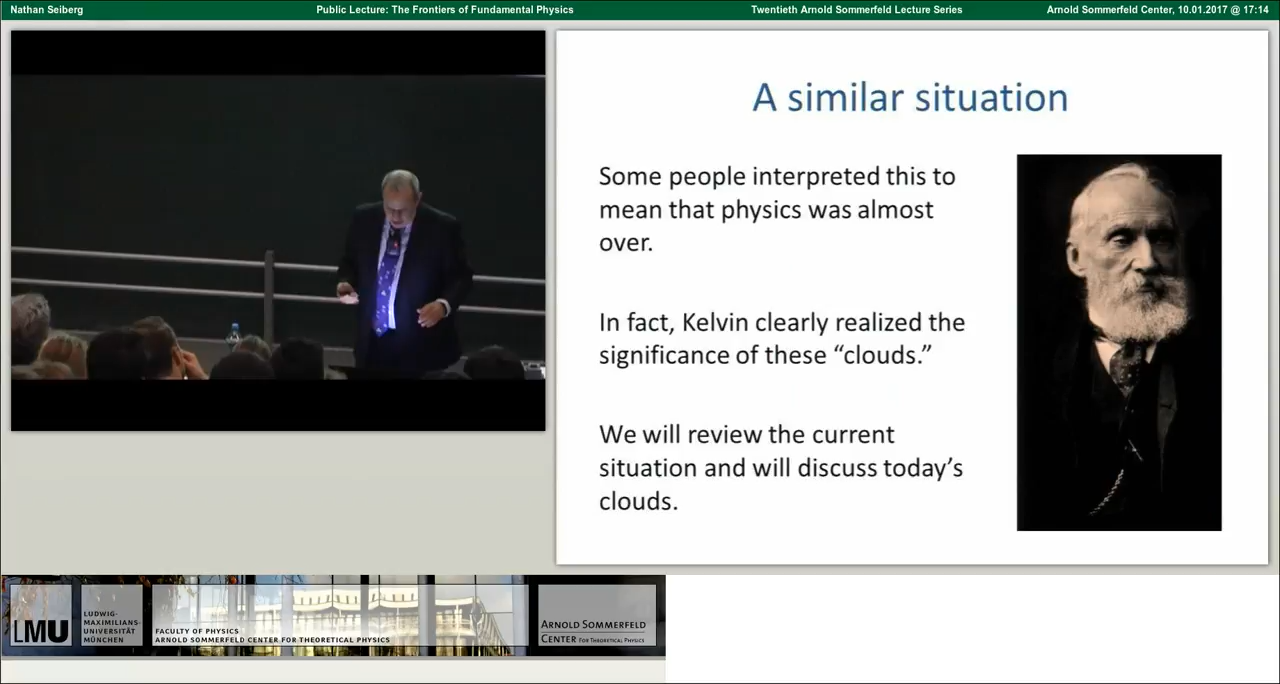 Nathan Seiberg
Public Lecture: The Frontiers of Fundamental Physics
Twentieth Arnold Sommerfeld Lecture Series
Arnold Sommerfeld Center, 10.01.2017 @ 17:14
A similar situation
Some people interpreted this to
mean that physics was almost
over.
In fact, Kelvin clearly realized the
significance of these “clouds.”
We will review the current
situation and will discuss today’s
clouds.
LMU
LUDWIG-
MAXIMILIANS-
UNIVERSITÄT
MÜNCHEN
FACULTY OF PHYSICS
ARNOLD SOMMERFELD CENTER FOR THEORETICAL PHYSICS
ARNOLD SOMMERFELD
CENTER FOR THEORETICAL PHYSICS